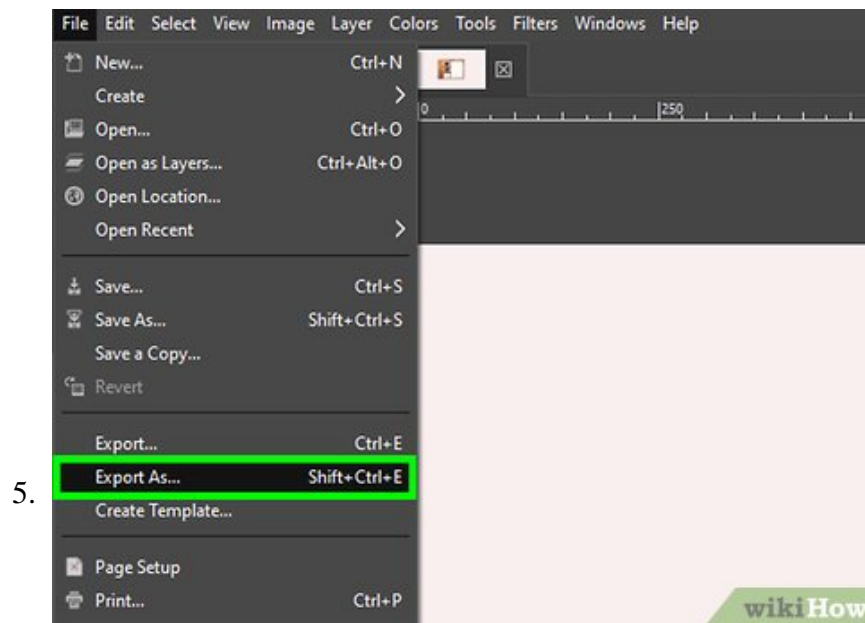 File Edit Select View Image Layer Colors Tools Filters Windows Help
New... Ctrl+N
Create
Open... Ctrl+O
Open as Layers... Ctrl+Alt+O
Open Location...
Open Recent
Save... Ctrl+S
Save As... Shift+Ctrl+S
Save a Copy...
Revert
Export... Ctrl+E
5. Export As... Shift+Ctrl+E
Create Template...
Page Setup
Print... Ctrl+P
0 250
wikiHow